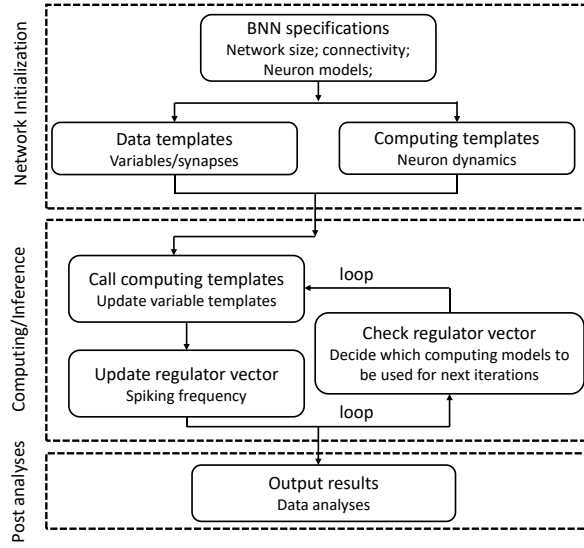 Network Initialization
BNN specifications
Network size; connectivity;
Neuron models;
Data templates
Variables/synapses
Computing templates
Neuron dynamics
Computing/Inference
Call computing templates
Update variable templates
loop
Check regulator vector
Decide which computing models to
be used for next iterations
Update regulator vector
Spiking frequency
loop
Post analyses
Output results
Data analyses